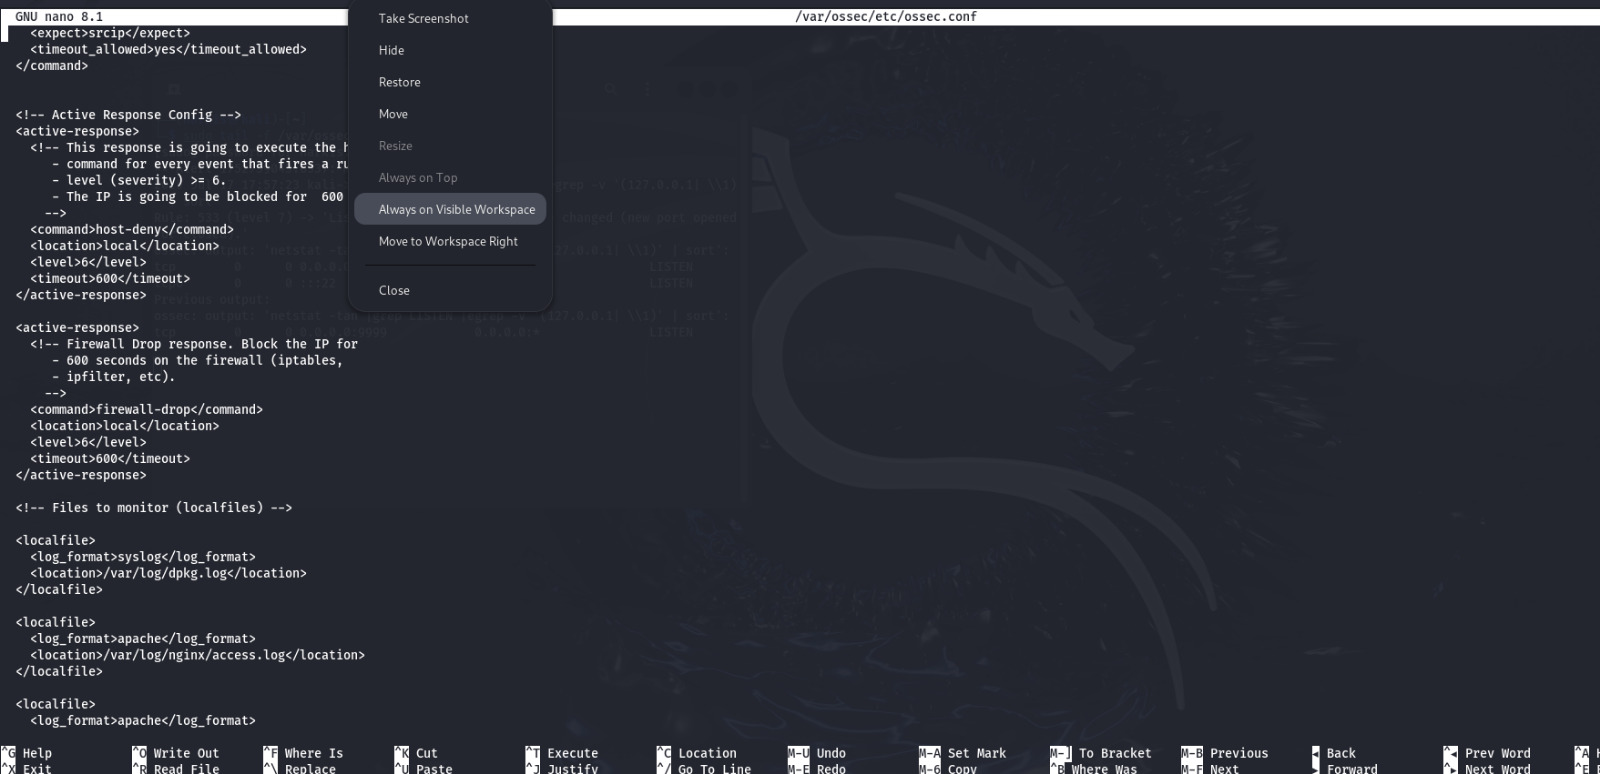 GNU nano 8.1 /var/ossec/etc/ossec.conf
<expect>srcip</expect>
<timeout_allowed>yes</timeout_allowed>
</command>
<!-- Active Response Config -->
<active-response>
<!-- This response is going to execute the h
- command for every event that fires a ru
- level (severity) >= 6.
- The IP is going to be blocked for  600
-->
<command>host-deny</command>
<location>local</location>
<level>6</level>
<timeout>600</timeout>
</active-response>
<active-response>
<!-- Firewall Drop response. Block the IP for
- 600 seconds on the firewall (iptables,
- ipfilter, etc).
-->
<command>firewall-drop</command>
<location>local</location>
<level>6</level>
<timeout>600</timeout>
</active-response>
<!-- Files to monitor (localfiles) -->
<localfile>
<log_format>syslog</log_format>
<location>/var/log/dpkg.log</location>
</localfile>
<localfile>
<log_format>apache</log_format>
<location>/var/log/nginx/access.log</location>
</localfile>
<localfile>
<log_format>apache</log_format>
Take Screenshot
Hide
Restore
Move
Resize
Always on Top
Always on Visible Workspace
Move to Workspace Right
Close
changed (new port opened
LISTEN
LISTEN
Previous output:
LISTEN
^G Help ^O Write Out ^F Where Is ^K Cut ^T Execute ^C Location M-U Undo M-A Set Mark M-] To Bracket M-B Previous ◂ Back ^◂ Prev Word ^A
^X Exit ^R Read File ^\ Replace ^U Paste ^J Justify ^/ Go To Line M-E Redo M-6 Copy ^B Where Was M-F Next ▸ Forward ^▸ Next Word ^E